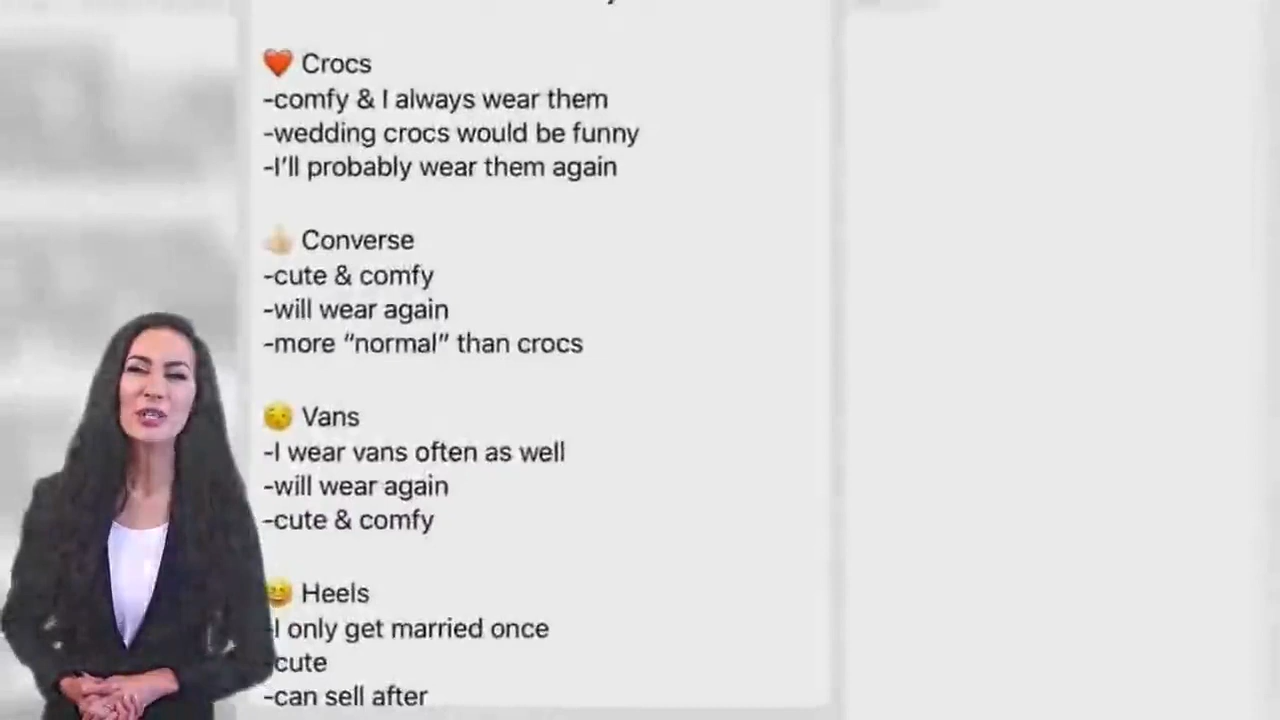 ❤️ Crocs
-comfy & I always wear them
-wedding crocs would be funny
-I'll probably wear them again
👍🏻 Converse
-cute & comfy
-will wear again
-more “normal” than crocs
😟 Vans
-I wear vans often as well
-will wear again
-cute & comfy
😄 Heels
-I only get married once
-cute
-can sell after